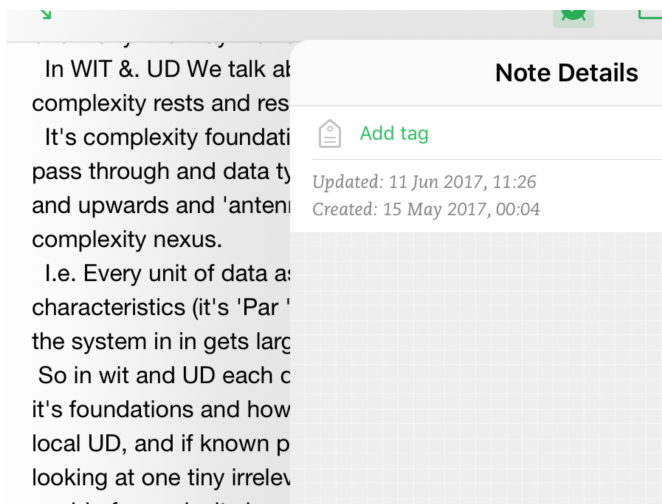 In WIT &. UD We talk ab
complexity rests and res
It's complexity foundati
pass through and data ty
and upwards and 'antenn
complexity nexus.
I.e. Every unit of data as
characteristics (it's 'Par '
the system in in gets larg
So in wit and UD each d
it's foundations and how
local UD, and if known p
looking at one tiny irrelev
Note Details
Add tag
Updated: 11 Jun 2017, 11:26
Created: 15 May 2017, 00:04